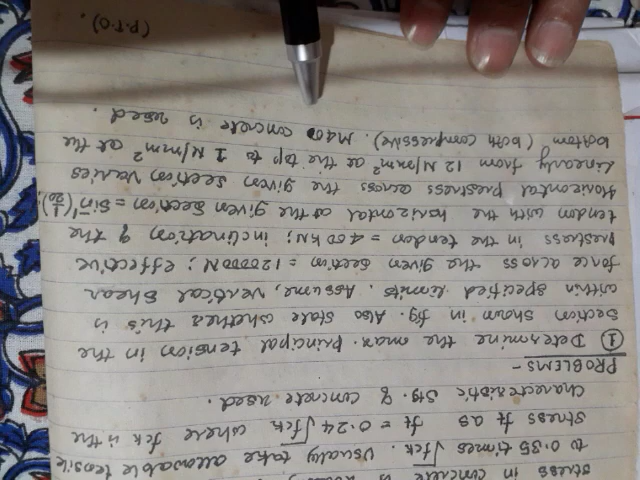 stress in concrete is
to 0.35 times √fck. Usually take allowable tensile
stress ft as ft = 0.24 √fck where fck is the
characteristic stg. of concrete used.
PROBLEMS-
① Determine the max. principal tension in the
section shown in fig. Also state whether this is
within specified limits. Assume, vertical shear
force across the given section = 120000 N; effective
prestress in the tendon = 400 kN; inclination of the
tendon with the horizontal at the given section = sin⁻¹(1/20);
Horizontal prestress across the given section varies
linearly from 12 N/mm² at the top to 1 N/mm² at the
bottom (both compressive). M40 concrete is used.
(P.T.O).